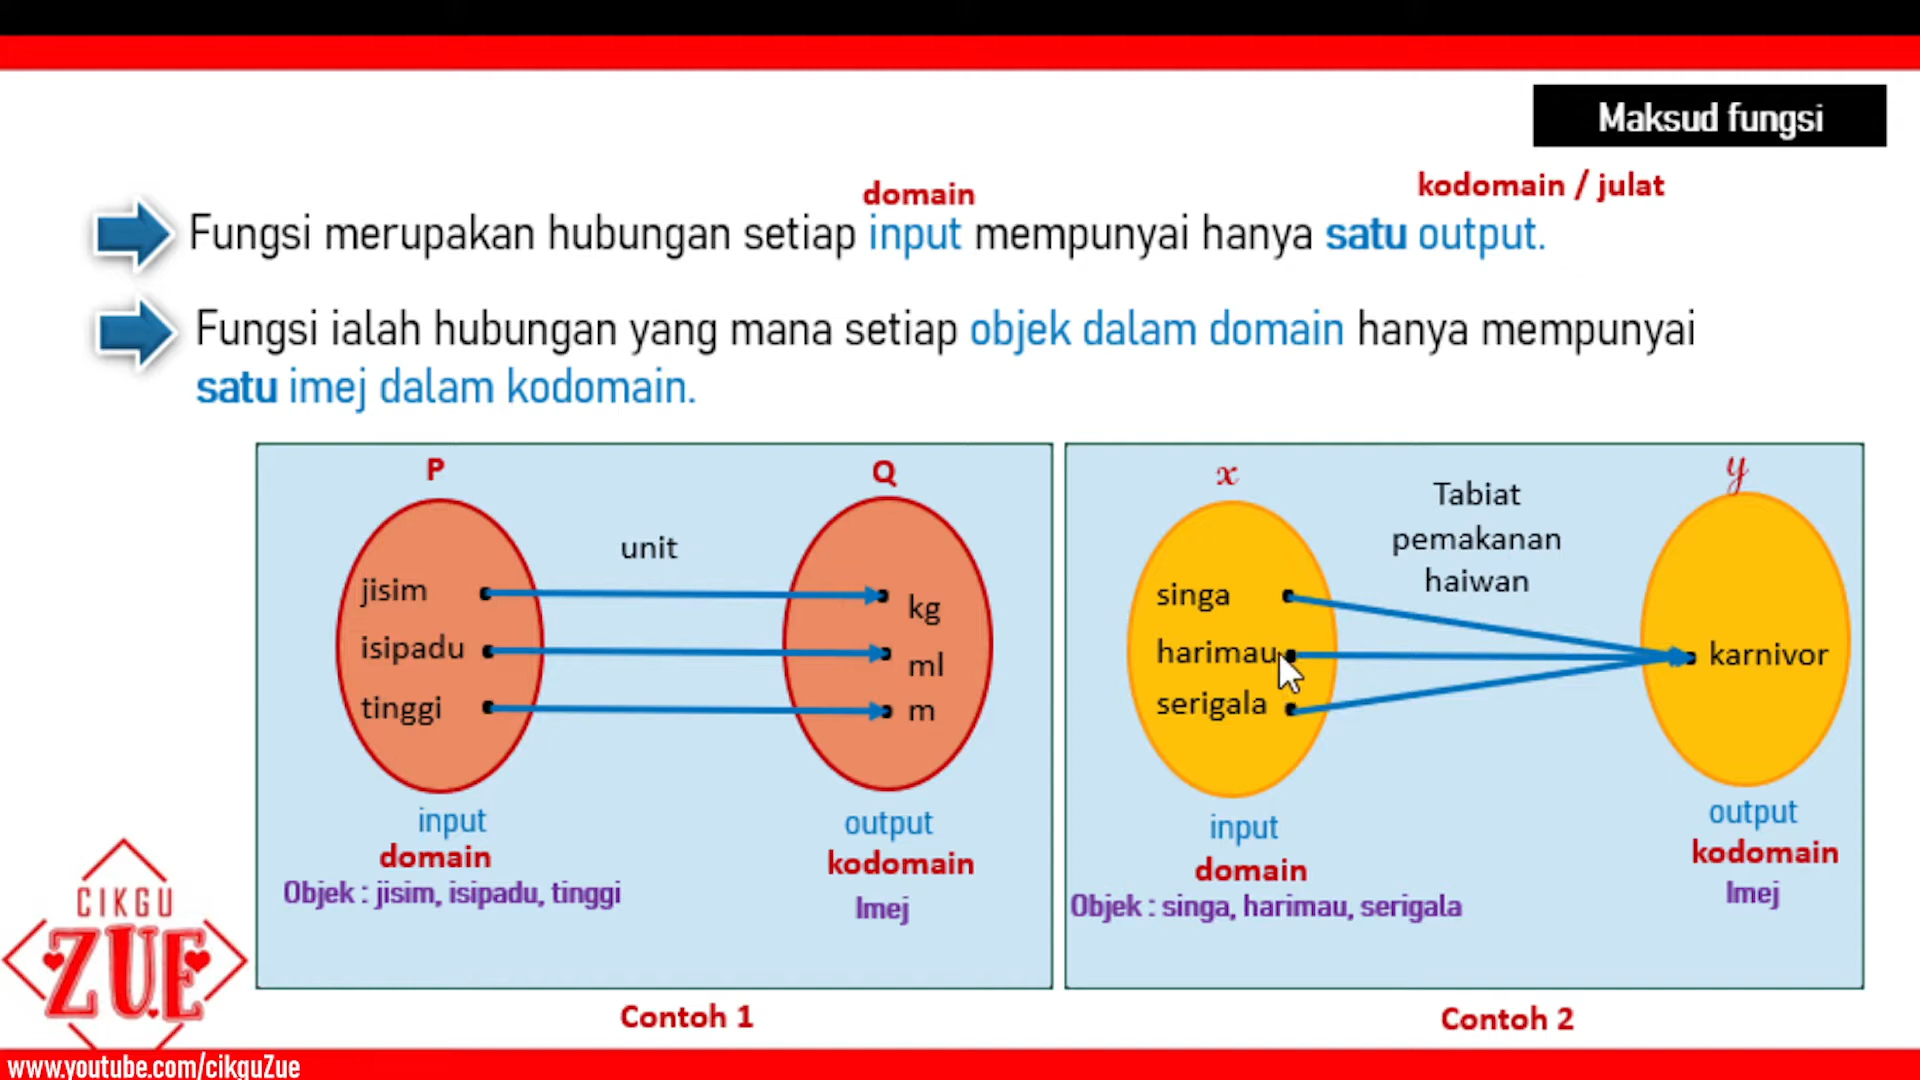 Maksud fungsi
domain
kodomain / julat
Fungsi merupakan hubungan setiap input mempunyai hanya satu output.
Fungsi ialah hubungan yang mana setiap objek dalam domain hanya mempunyai
satu imej dalam kodomain.
P
Q
unit
jisim
isipadu
tinggi
kg
ml
m
input
domain
Objek : jisim, isipadu, tinggi
output
kodomain
Imej
Contoh 1
x
y
Tabiat
pemakanan
haiwan
singa
harimau
serigala
karnivor
input
domain
Objek : singa, harimau, serigala
output
kodomain
Imej
Contoh 2
CIKGU
ZUE
www.youtube.com/cikguZue